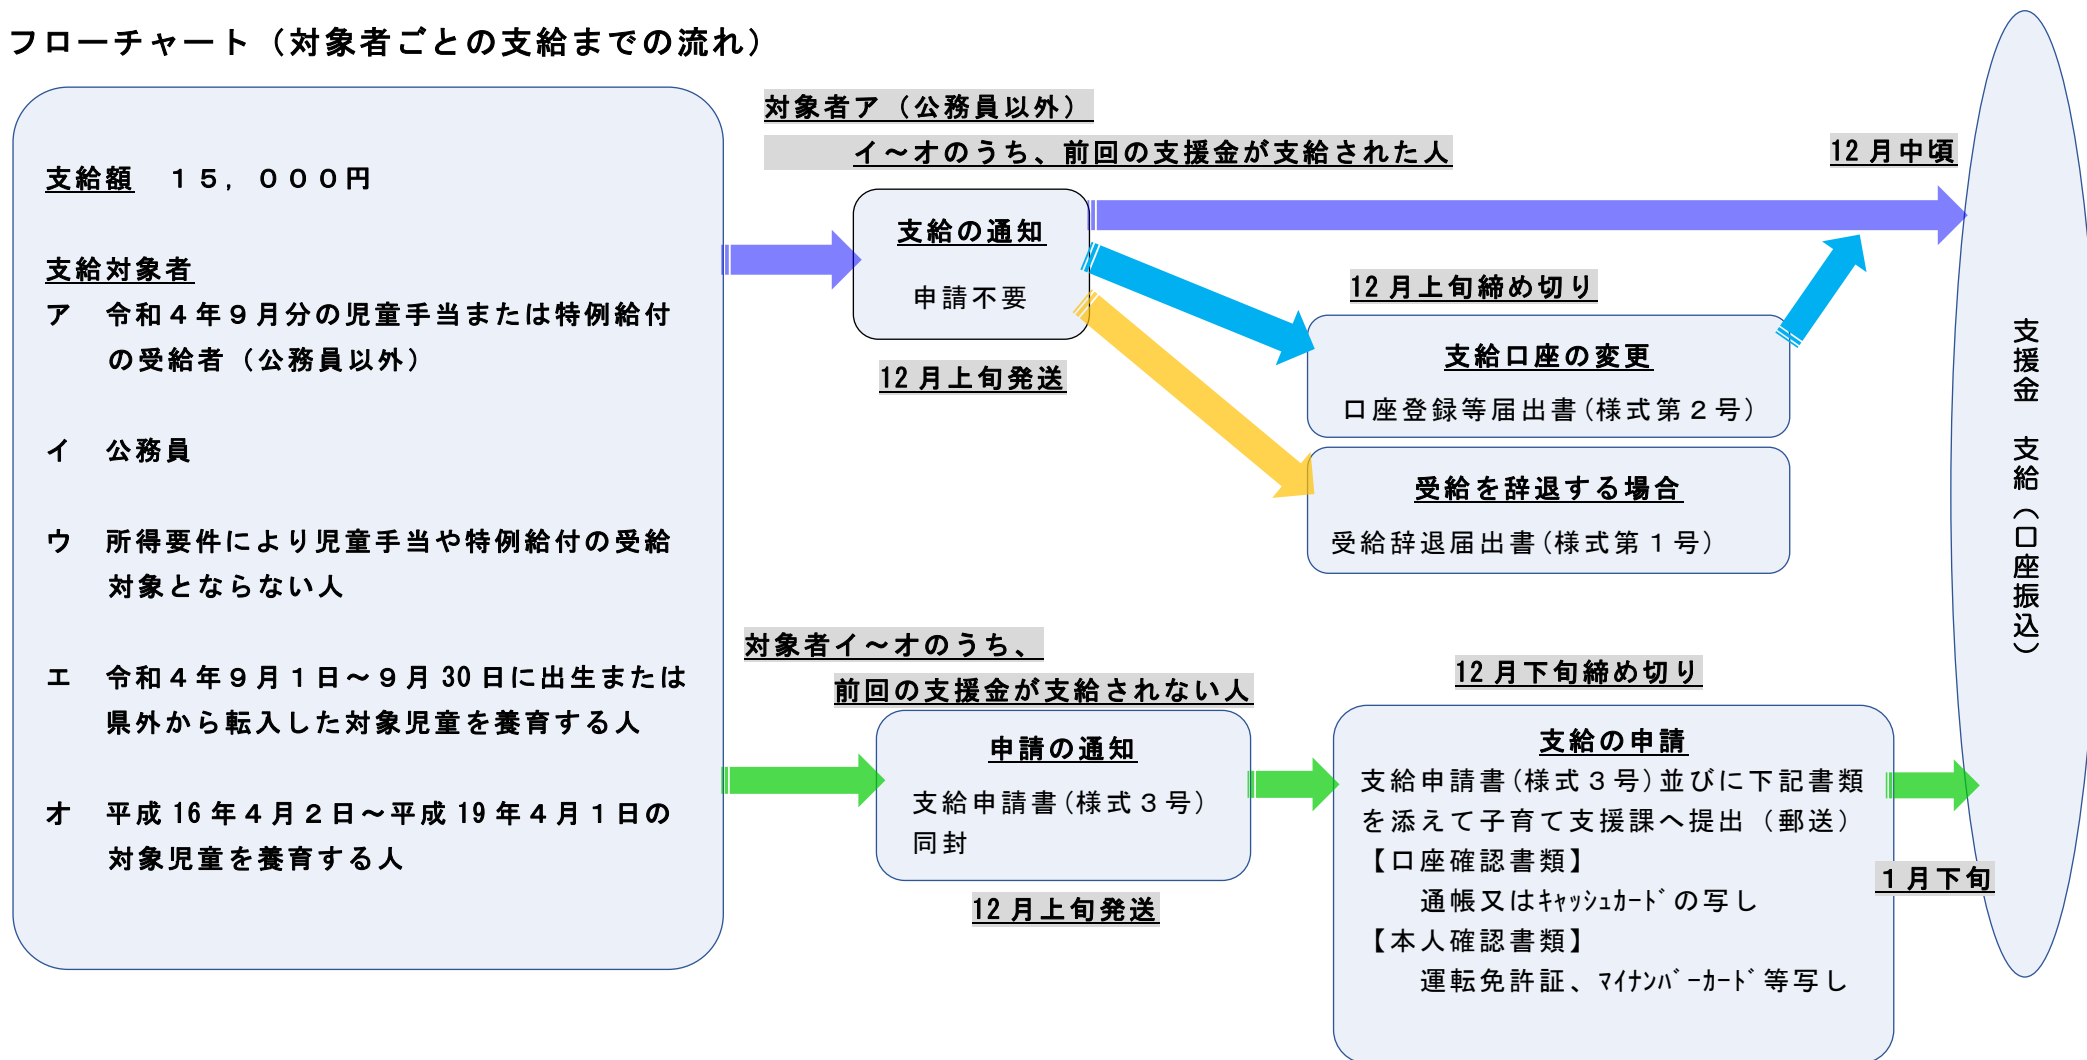 フローチャート（対象者ごとの支給までの流れ）
支給額　１５，０００円
支給対象者
ア　令和４年９月分の児童手当または特例給付
の受給者（公務員以外）
イ　公務員
ウ　所得要件により児童手当や特例給付の受給
対象とならない人
エ　令和４年９月１日～９月30日に出生または
県外から転入した対象児童を養育する人
オ　平成16年４月２日～平成19年４月１日の
対象児童を養育する人
対象者ア（公務員以外）
イ～オのうち、前回の支援金が支給された人
12月中頃
支給の通知
申請不要
12月上旬発送
12月上旬締め切り
支給口座の変更
口座登録等届出書(様式第２号)
受給を辞退する場合
受給辞退届出書(様式第１号)
対象者イ～オのうち、
前回の支援金が支給されない人
申請の通知
支給申請書(様式３号)
同封
12月上旬発送
12月下旬締め切り
支給の申請
支給申請書(様式３号)並びに下記書類
を添えて子育て支援課へ提出（郵送）
【口座確認書類】
通帳又はｷｬｯｼｭｶｰﾄﾞの写し
【本人確認書類】
運転免許証、ﾏｲﾅﾝﾊﾞｰｶｰﾄﾞ等写し
１月下旬
支援金　支給（口座振込）